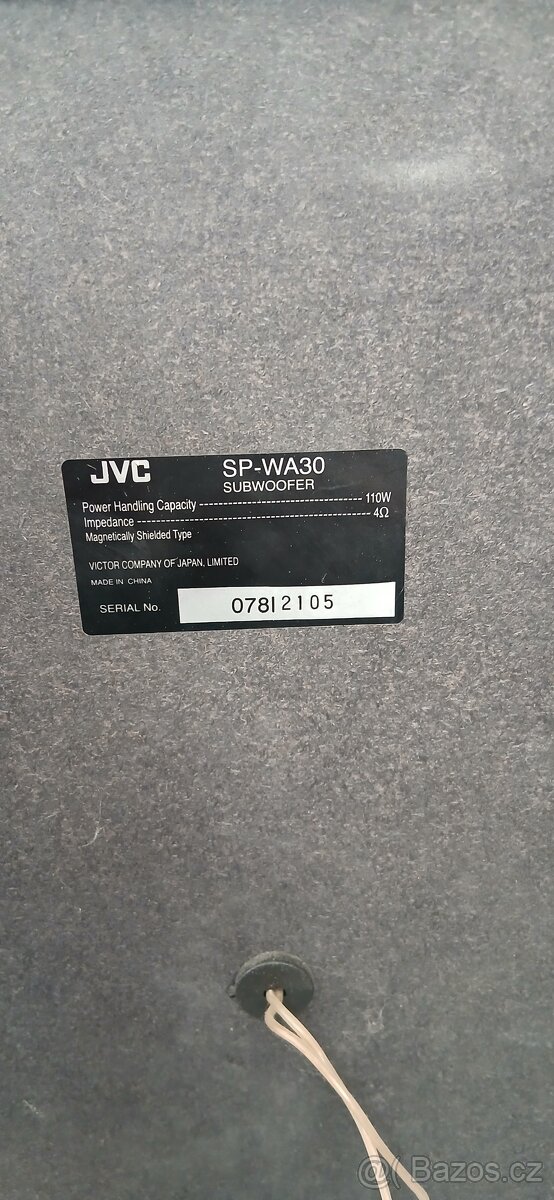 JVC SP-WA30
SUBWOOFER
Power Handling Capacity ------------------------------ 110W
Impedance ------------------------------------------ 4Ω
Magnetically Shielded Type
VICTOR COMPANY OF JAPAN, LIMITED
MADE IN CHINA
SERIAL No. 078I2105
Bazos.cz